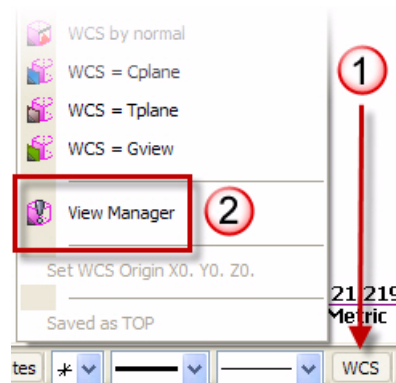 WCS by normal
WCS = Cplane
1
WCS = Tplane
WCS = Gview
View Manager
2
Set WCS Origin X0. Y0. Z0.
21.219
Metric
Saved as TOP
tes
WCS